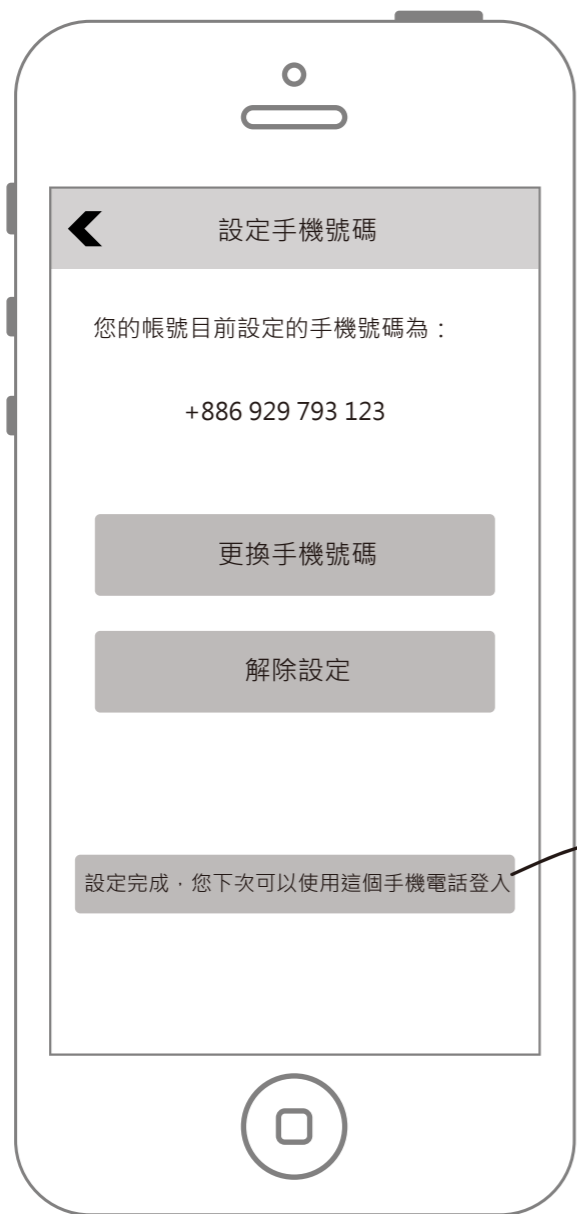 設定手機號碼
您的帳號目前設定的手機號碼為：
+886 929 793 123
更換手機號碼
解除設定
設定完成，您下次可以使用這個手機電話登入